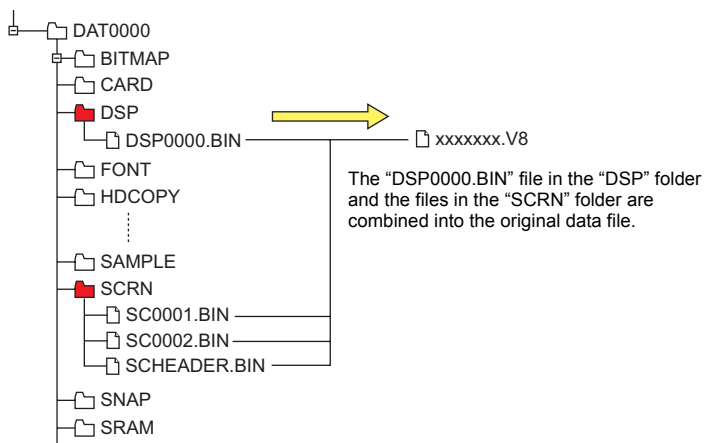 DAT0000
BITMAP
CARD
DSP
DSP0000.BIN
xxxxxxx.V8
FONT
HDCOPY
The “DSP0000.BIN” file in the “DSP” folder
and the files in the “SCRN” folder are
combined into the original data file.
SAMPLE
SCRN
SC0001.BIN
SC0002.BIN
SCHEADER.BIN
SNAP
SRAM